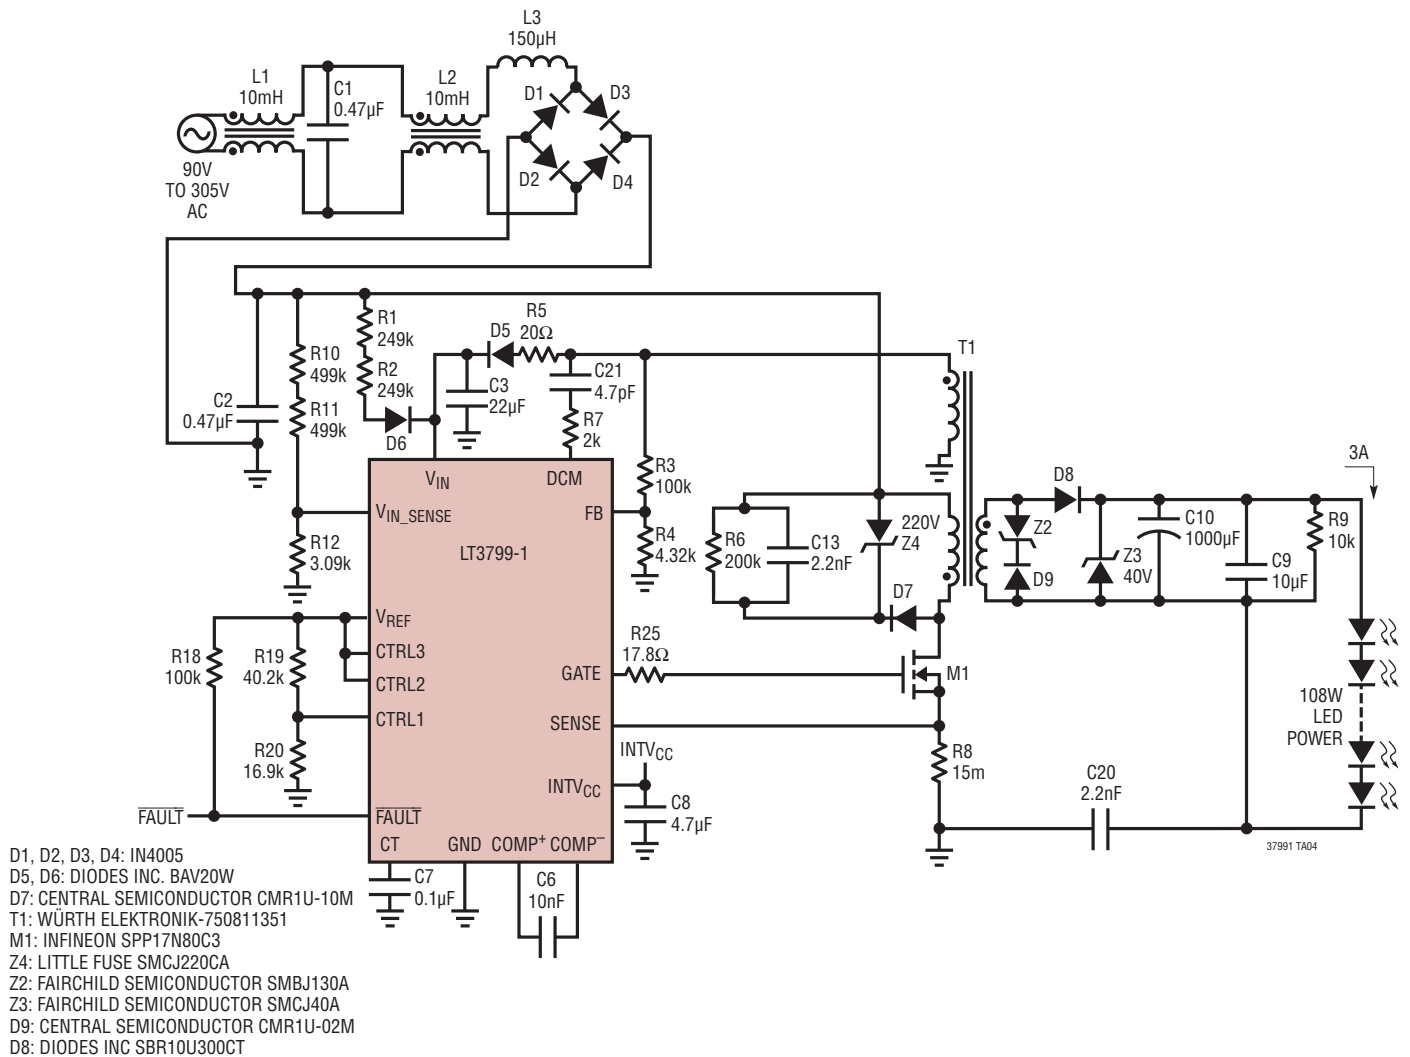 L3
150µH
L1
10mH
C1
0.47µF
L2
10mH
D1
D3
D2
D4
90V
TO 305V
AC
R1
249k
R2
249k
D6
R10
499k
R11
499k
C2
0.47µF
D5
R5
20Ω
C3
22µF
C21
4.7pF
R7
2k
T1
R3
100k
R4
4.32k
R12
3.09k
VIN
DCM
VIN_SENSE
FB
LT3799-1
VREF
CTRL3
CTRL2
CTRL1
GATE
SENSE
INTVCC
FAULT
CT
GND
COMP+
COMP–
R6
200k
C13
2.2nF
220V
Z4
D7
D8
Z2
D9
Z3
40V
C10
1000µF
C9
10µF
R9
10k
3A
R18
100k
R19
40.2k
R20
16.9k
FAULT
R25
17.8Ω
M1
R8
15m
INTVCC
C8
4.7µF
C20
2.2nF
108W
LED
POWER
C7
0.1µF
C6
10nF
37991 TA04
D1, D2, D3, D4: IN4005
D5, D6: DIODES INC. BAV20W
D7: CENTRAL SEMICONDUCTOR CMR1U-10M
T1: WÜRTH ELEKTRONIK-750811351
M1: INFINEON SPP17N80C3
Z4: LITTLE FUSE SMCJ220CA
Z2: FAIRCHILD SEMICONDUCTOR SMBJ130A
Z3: FAIRCHILD SEMICONDUCTOR SMCJ40A
D9: CENTRAL SEMICONDUCTOR CMR1U-02M
D8: DIODES INC SBR10U300CT